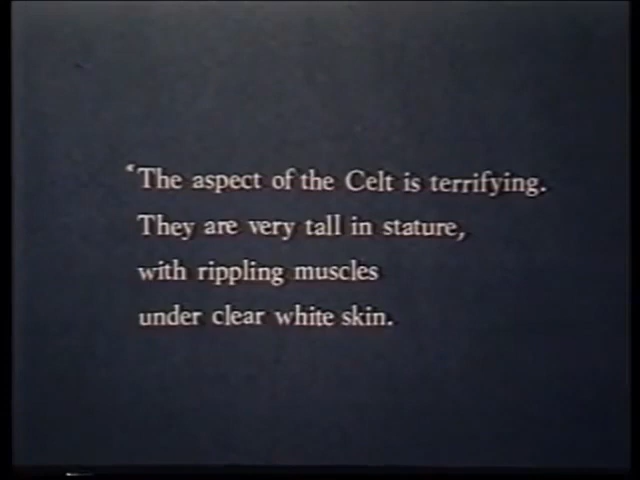 ‘The aspect of the Celt is terrifying.
They are very tall in stature,
with rippling muscles
under clear white skin.